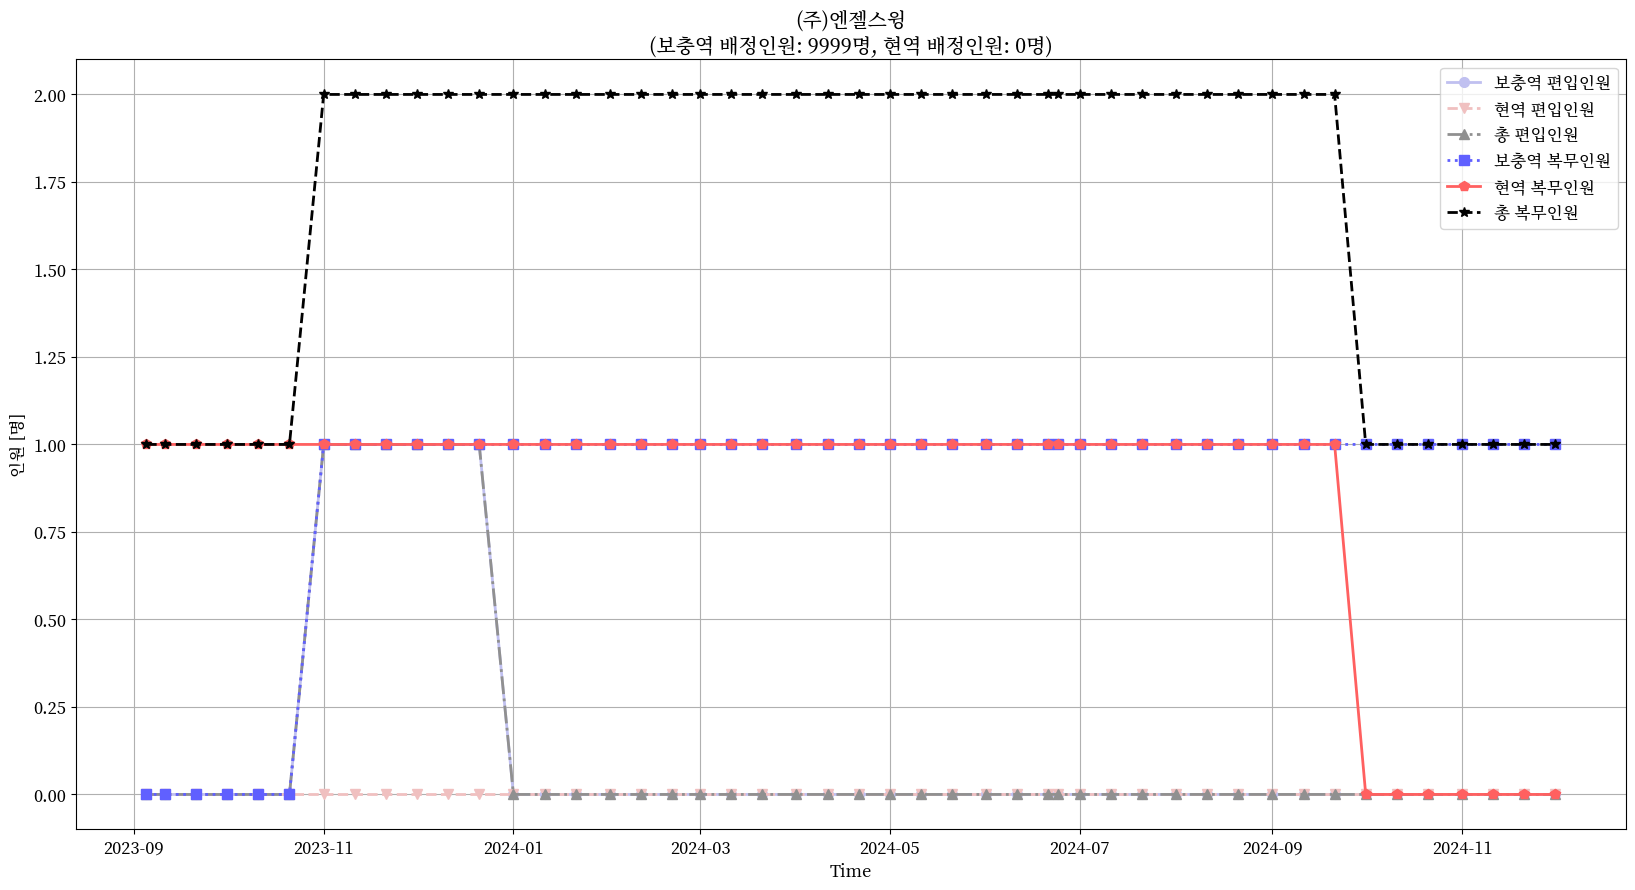 (주)엔젤스윙
(보충역 배정인원: 9999명, 현역 배정인원: 0명)
2.00
1.75
1.50
1.25
1.00
0.75
0.50
0.25
0.00
인원 [명]
보충역 편입인원
현역 편입인원
총 편입인원
보충역 복무인원
현역 복무인원
총 복무인원
2023-09
2023-11
2024-01
2024-03
2024-05
2024-07
2024-09
2024-11
Time